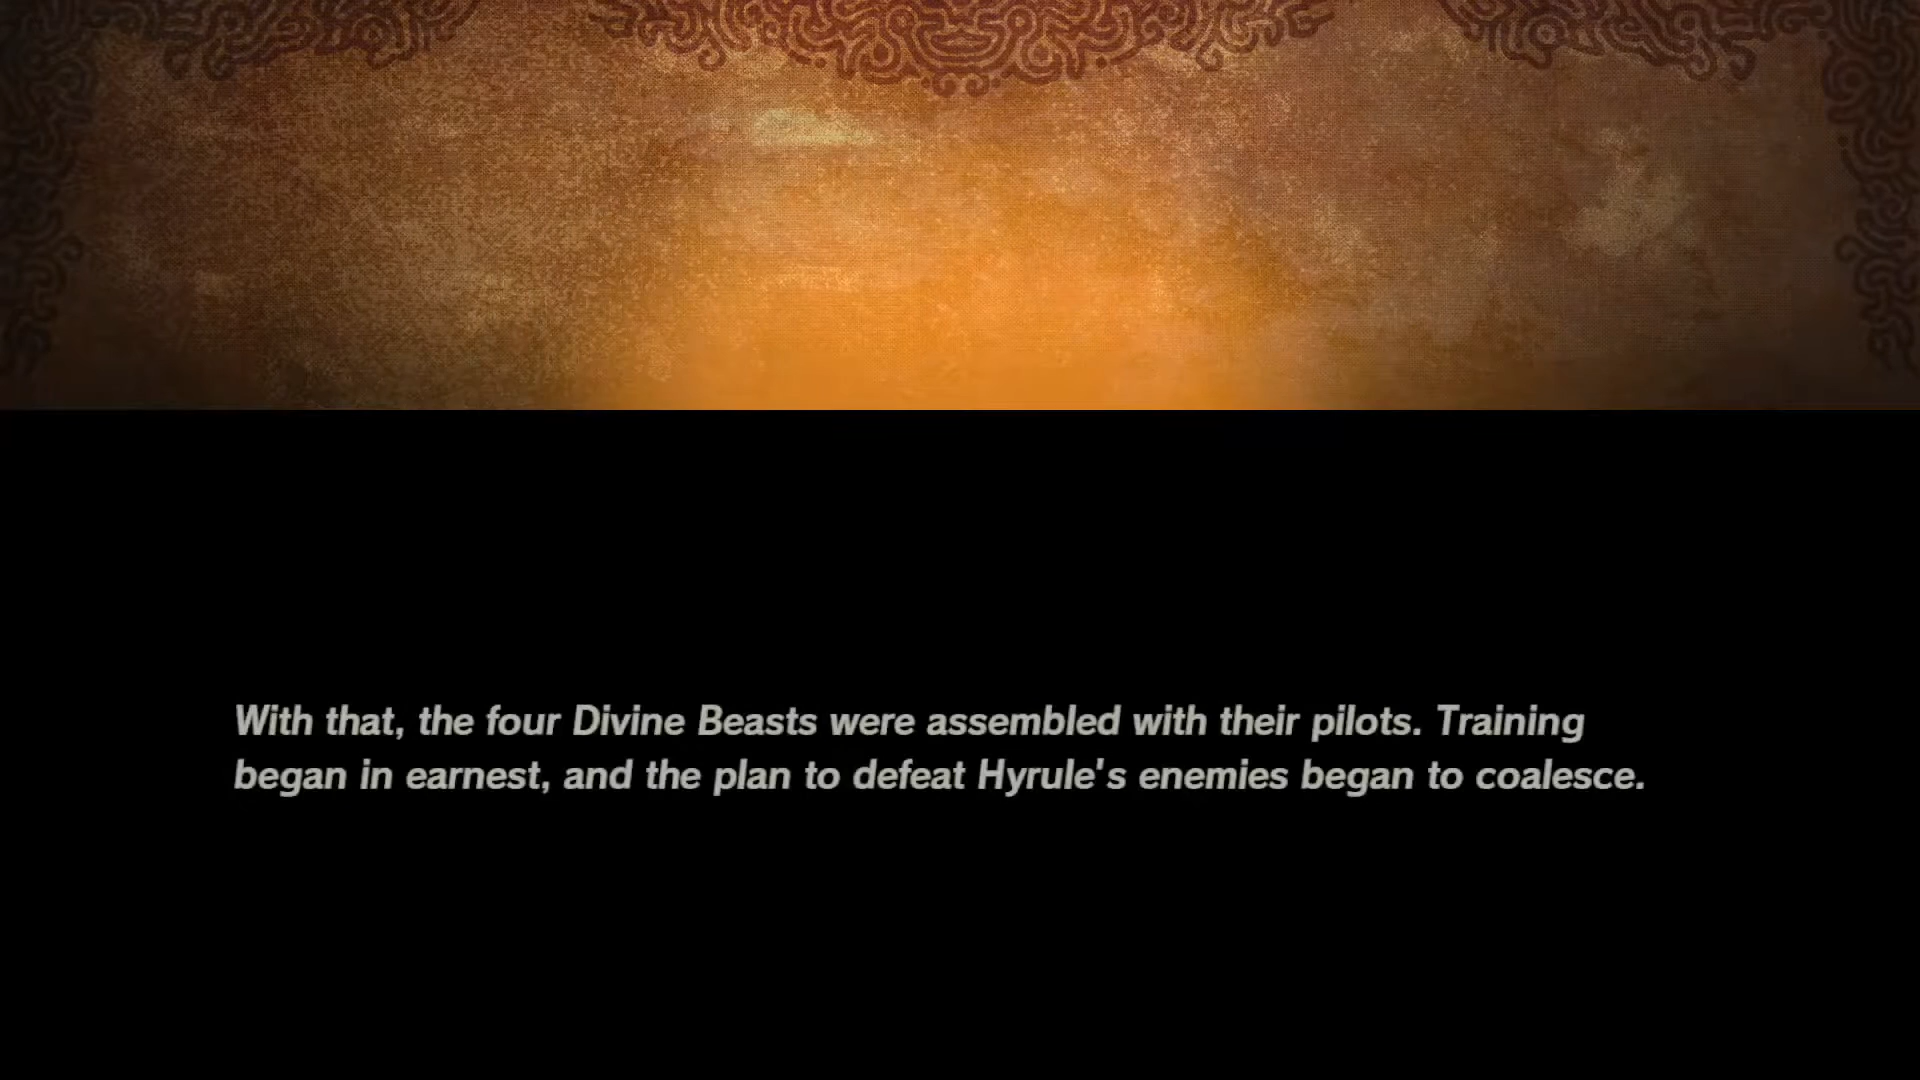 With that, the four Divine Beasts were assembled with their pilots. Training
began in earnest, and the plan to defeat Hyrule's enemies began to coalesce.